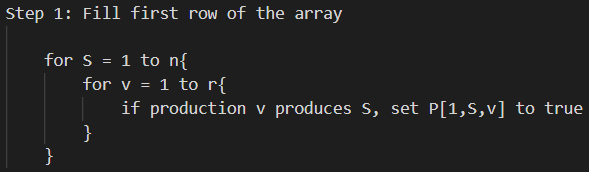 Step 1: Fill first row of the array
for S = 1 to n{
for v = 1 to r{
if production v produces S, set P[1,S,v] to true
}
}